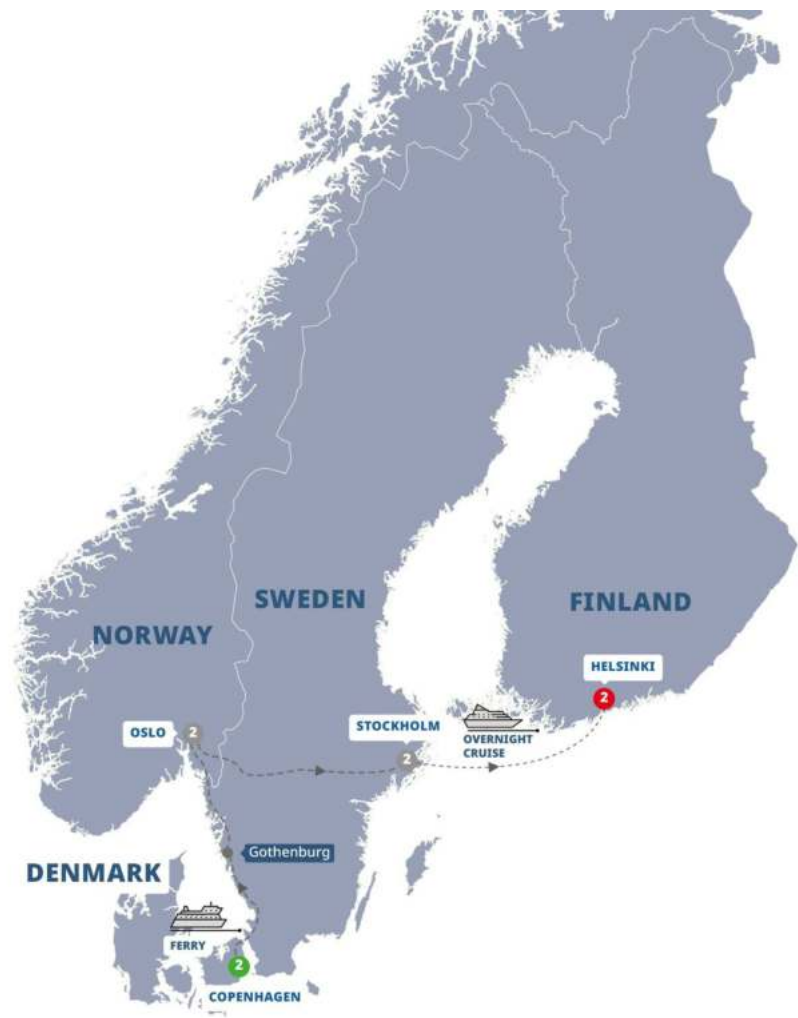 SWEDEN
FINLAND
NORWAY
HELSINKI
2
OSLO
2
STOCKHOLM
2
OVERNIGHT
CRUISE
Gothenburg
DENMARK
FERRY
2
COPENHAGEN